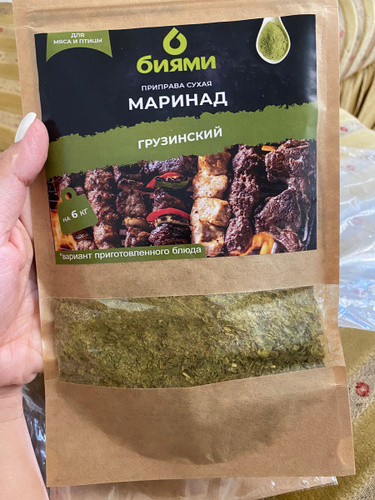 ДЛЯ
МЯСА И ПТИЦЫ
БИЯМИ
ПРИПРАВА СУХАЯ
МАРИНАД
ГРУЗИНСКИЙ
НА 6 КГ
*вариант приготовленного блюда